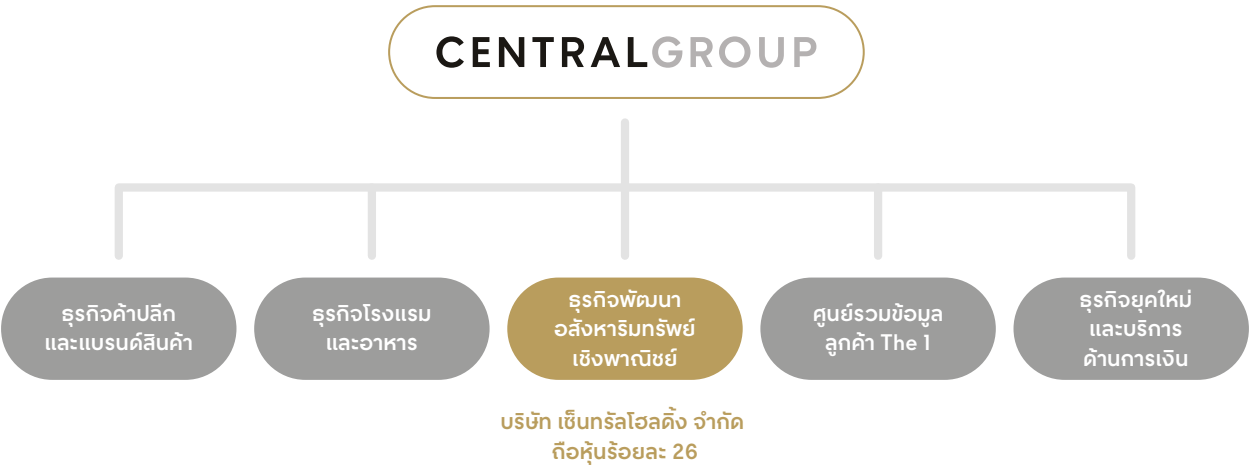 CENTRALGROUP
ธุรกิจค้าปลีก
และแบรนด์สินค้า
ธุรกิจโรงแรม
และอาหาร
ธุรกิจพัฒนา
อสังหาริมทรัพย์
เชิงพาณิชย์
ศูนย์รวมข้อมูล
ลูกค้า The 1
ธุรกิจยุคใหม่
และบริการ
ด้านการเงิน
บริษัท เซ็นทรัลโฮลดิ้ง จำกัด
ถือหุ้นร้อยละ 26